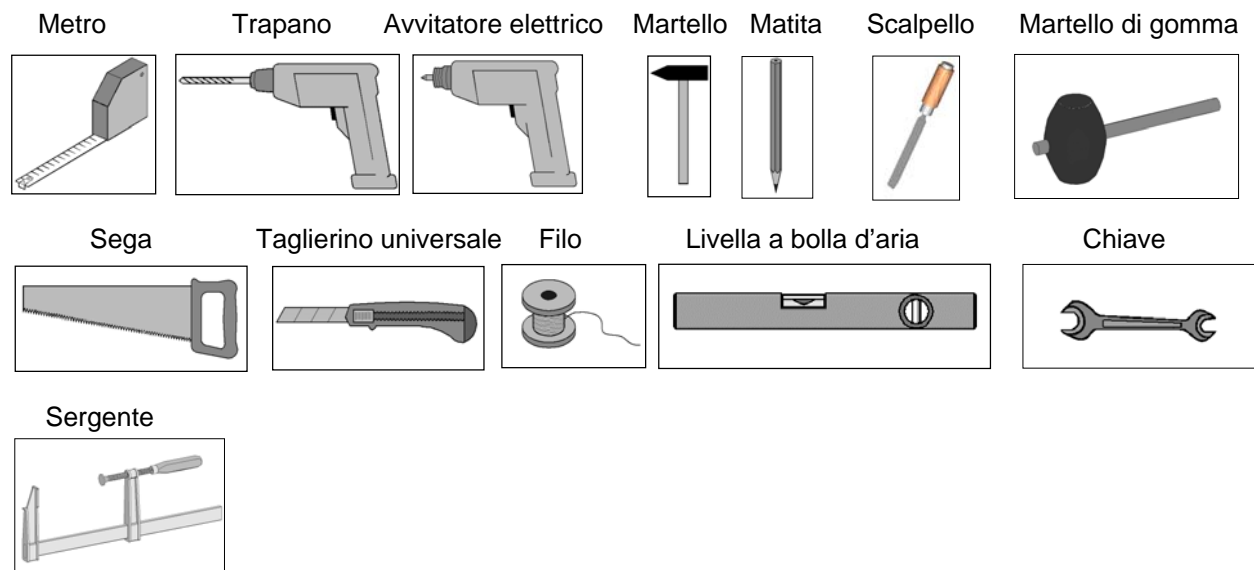 Metro Trapano Avvitatore elettrico Martello Matita Scalpello Martello di gomma
Sega Taglierino universale Filo Livella a bolla d’aria Chiave
Sergente